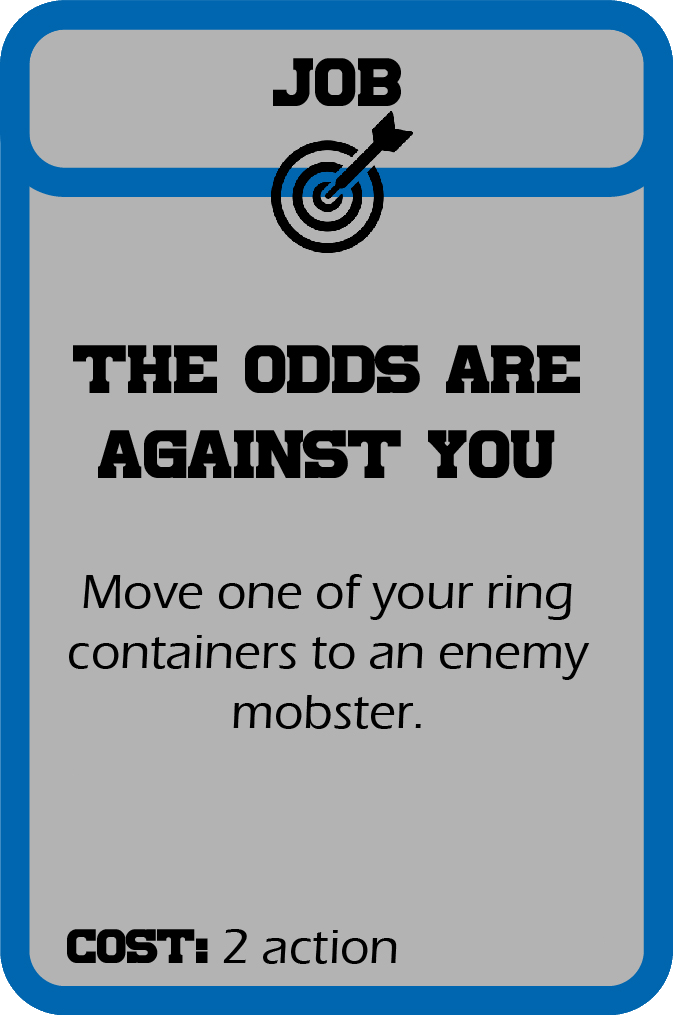 JOB
THE ODDS ARE
AGAINST YOU
Move one of your ring
containers to an enemy
mobster.
COST: 2 action